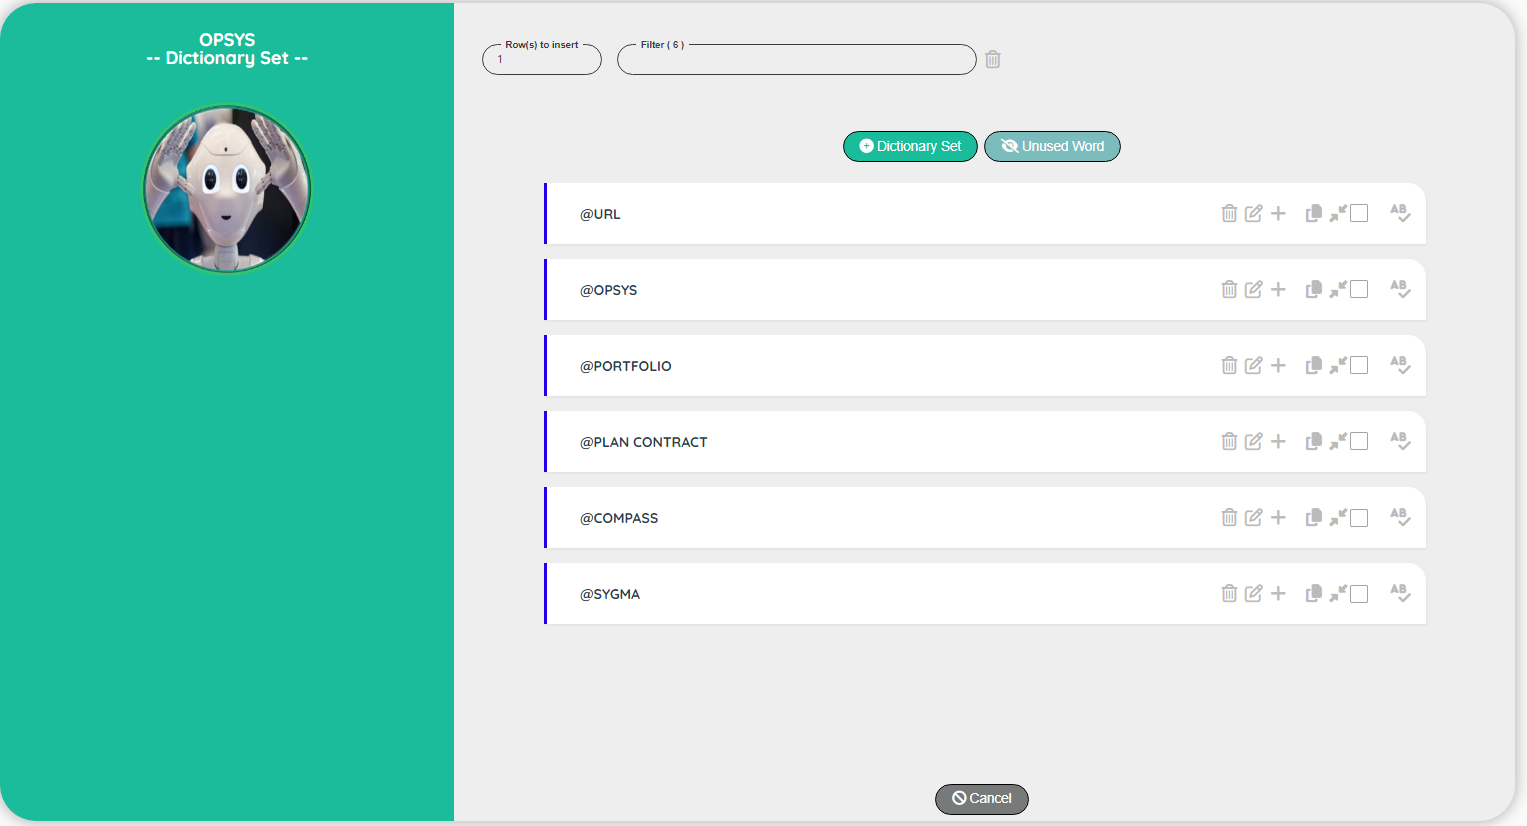 OPSYS
-- Dictionary Set --
Row(s) to insert
1
Filter ( 6 )
Dictionary Set
Unused Word
@URL
AB
@OPSYS
AB
@PORTFOLIO
AB
@PLAN CONTRACT
AB
@COMPASS
AB
@SYGMA
AB
Cancel